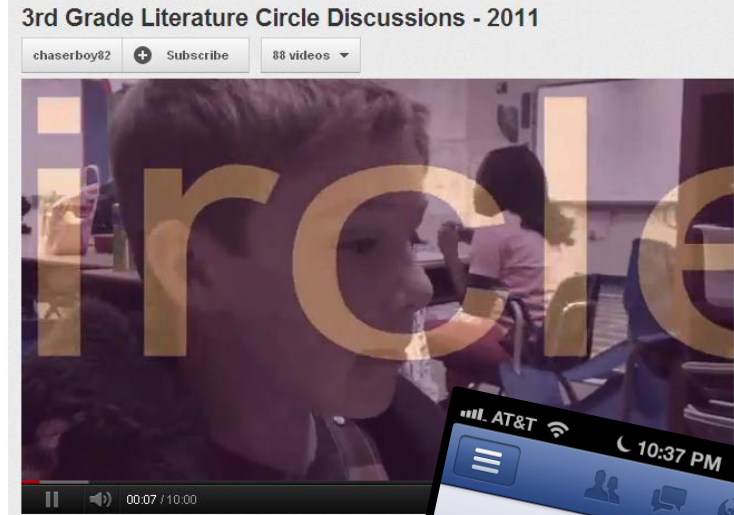 3rd Grade Literature Circle Discussions - 2011
chaserboy82 Subscribe 88 videos
ircle
00:07 / 10:00
AT&T 10:37 PM